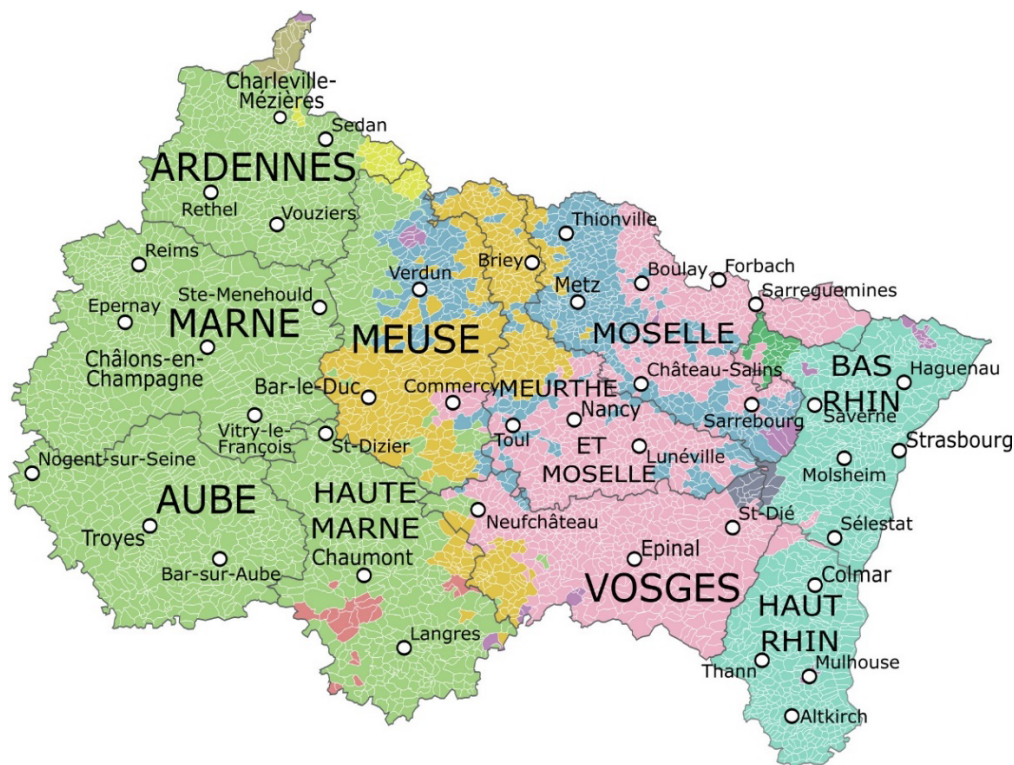 Charleville-
Mézières
Sedan
ARDENNES
Rethel
Vouziers
Reims
Thionville
Briey
Boulay
Forbach
Verdun
Metz
Sarreguemines
Epernay
Ste-Menehould
MARNE
MEUSE
MOSELLE
Châlons-en-
Champagne
BAS
RHIN
Haguenau
Bar-le-Duc
Commercy
MEURTHE
Château-Salins
Nancy
Sarrebourg
Saverne
Vitry-le-
François
St-Dizier
Toul
ET
MOSELLE
Lunéville
Strasbourg
Nogent-sur-Seine
Molsheim
AUBE
HAUTE
MARNE
Neufchâteau
St-Dié
Sélestat
Troyes
Chaumont
Epinal
Bar-sur-Aube
VOSGES
Colmar
HAUT
RHIN
Langres
Thann
Mulhouse
Altkirch